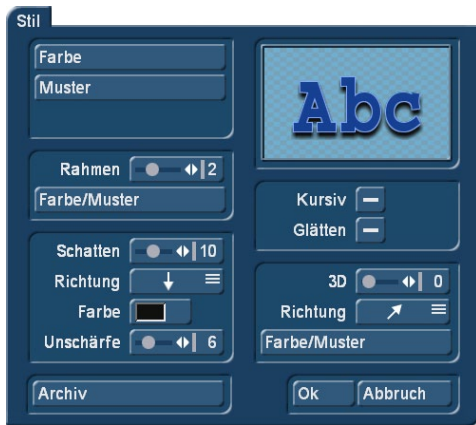 Stil
Farbe
Muster
Abc
Rahmen 2
Farbe/Muster
Kursiv
Glätten
Schatten 10
Richtung
Farbe
Unschärfe 6
3D 0
Richtung
Farbe/Muster
Archiv
Ok Abbruch